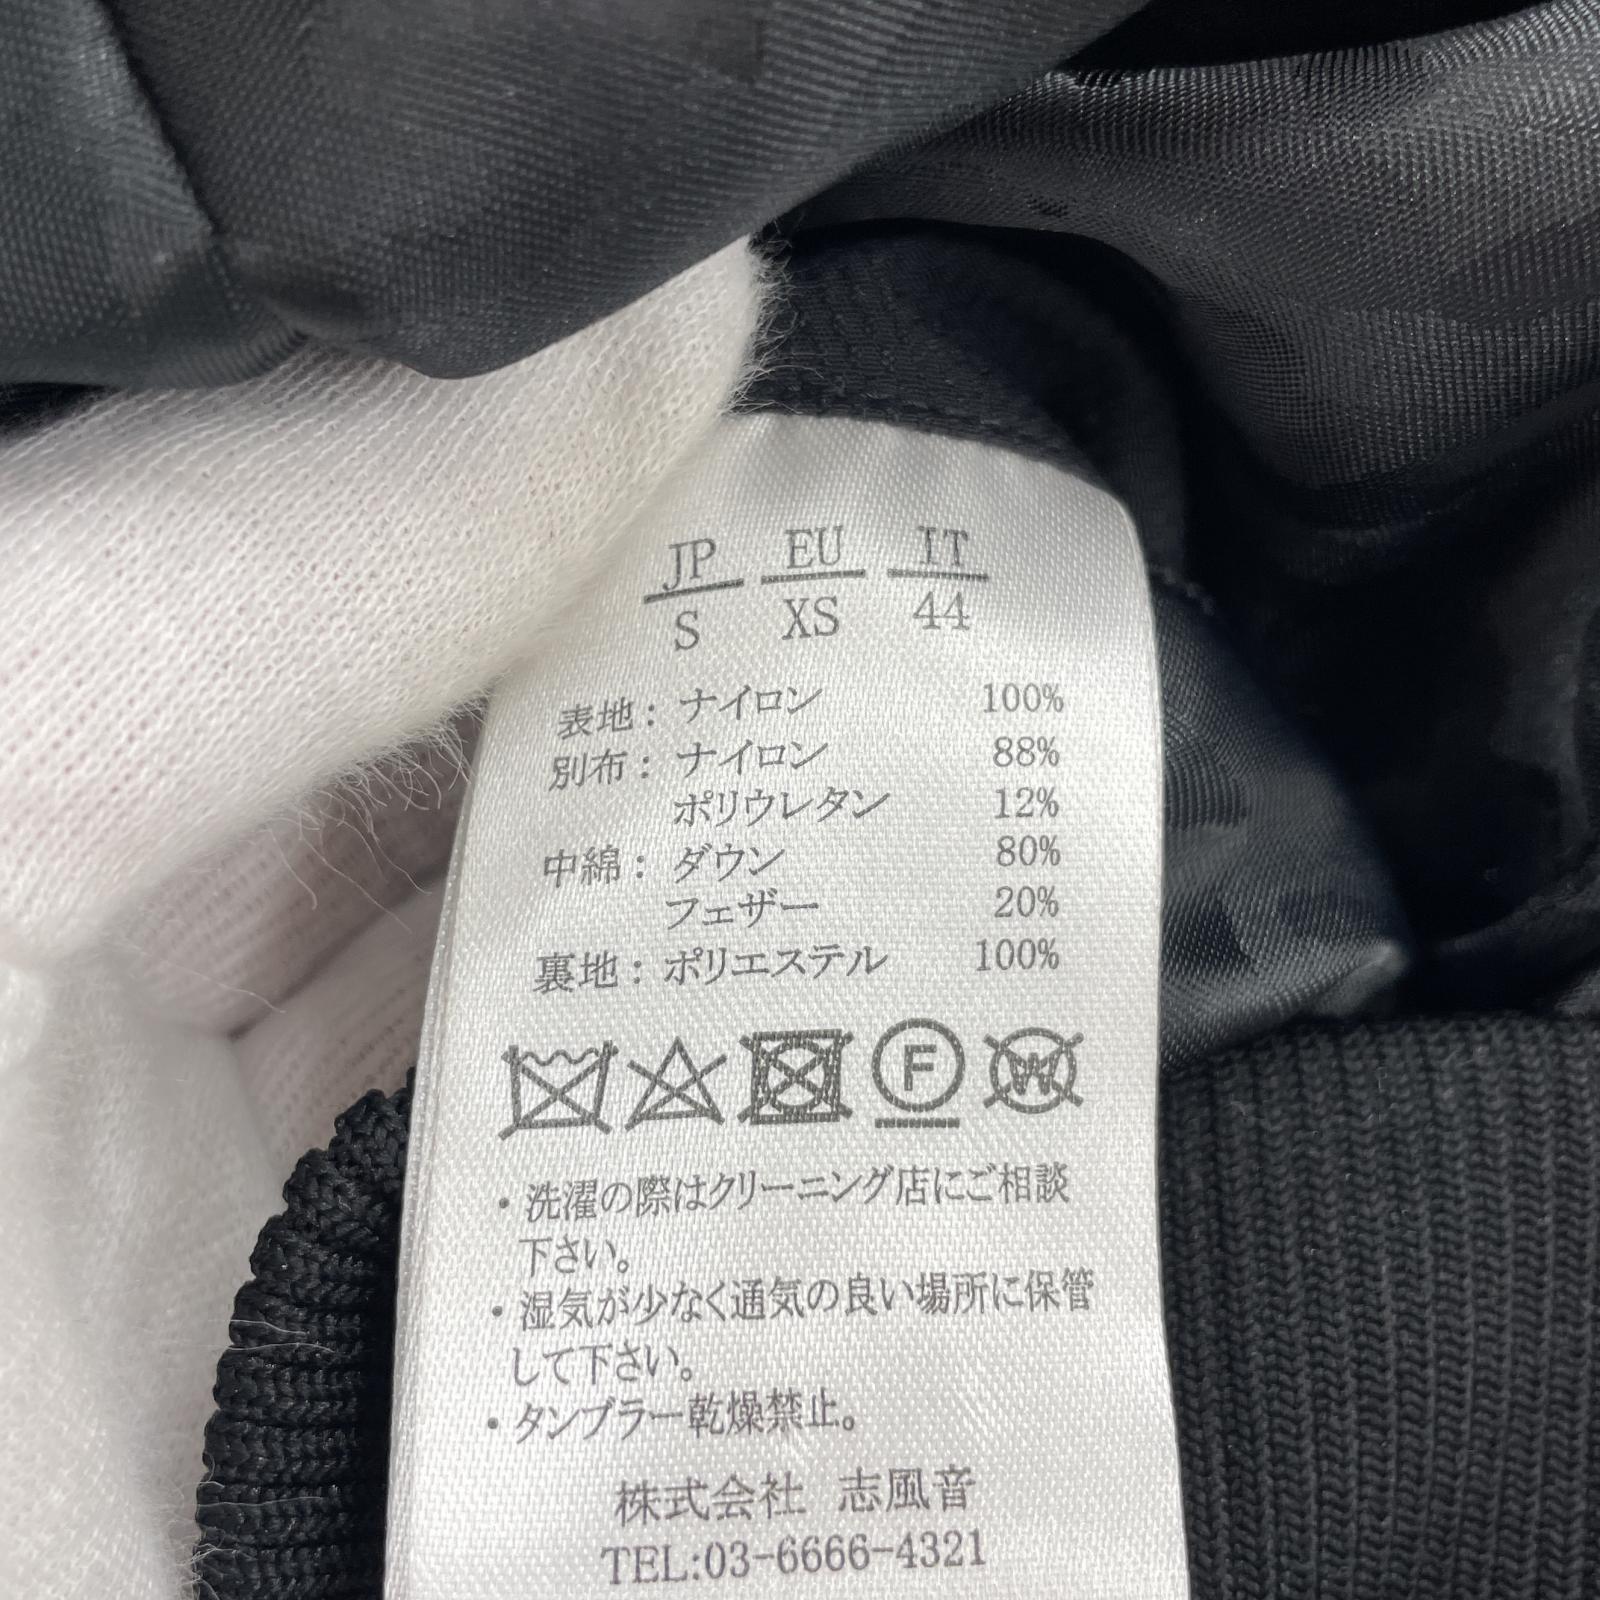 JP EU IT
S XS 44
表地：ナイロン 100%
別布：ナイロン 88%
ポリウレタン 12%
中綿：ダウン 80%
フェザー 20%
裏地：ポリエステル 100%
F W
・洗濯の際はクリーニング店にご相談
下さい。
・湿気が少なく通気の良い場所に保管
して下さい。
・タンブラー乾燥禁止。
株式会社 志風音
TEL:03-6666-4321